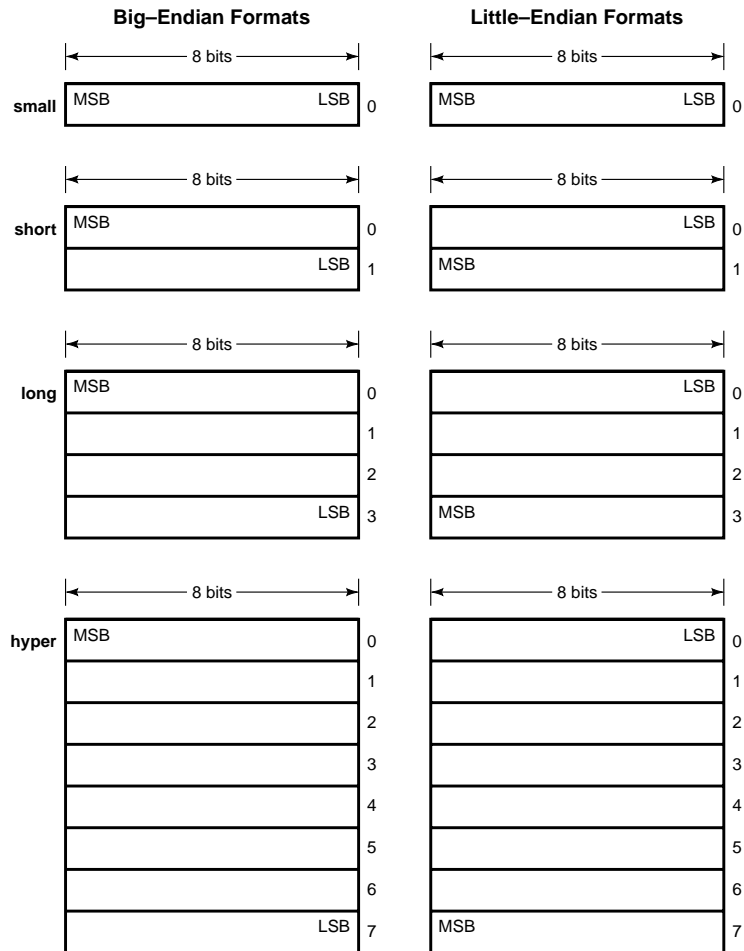 Big–Endian Formats Little–Endian Formats
8 bits 8 bits
small MSB LSB 0 MSB LSB 0
8 bits 8 bits
short MSB 0 LSB 0
LSB 1 MSB 1
8 bits 8 bits
long MSB 0 LSB 0
1 1
2 2
LSB 3 MSB 3
8 bits 8 bits
hyper MSB 0 LSB 0
1 1
2 2
3 3
4 4
5 5
6 6
LSB 7 MSB 7